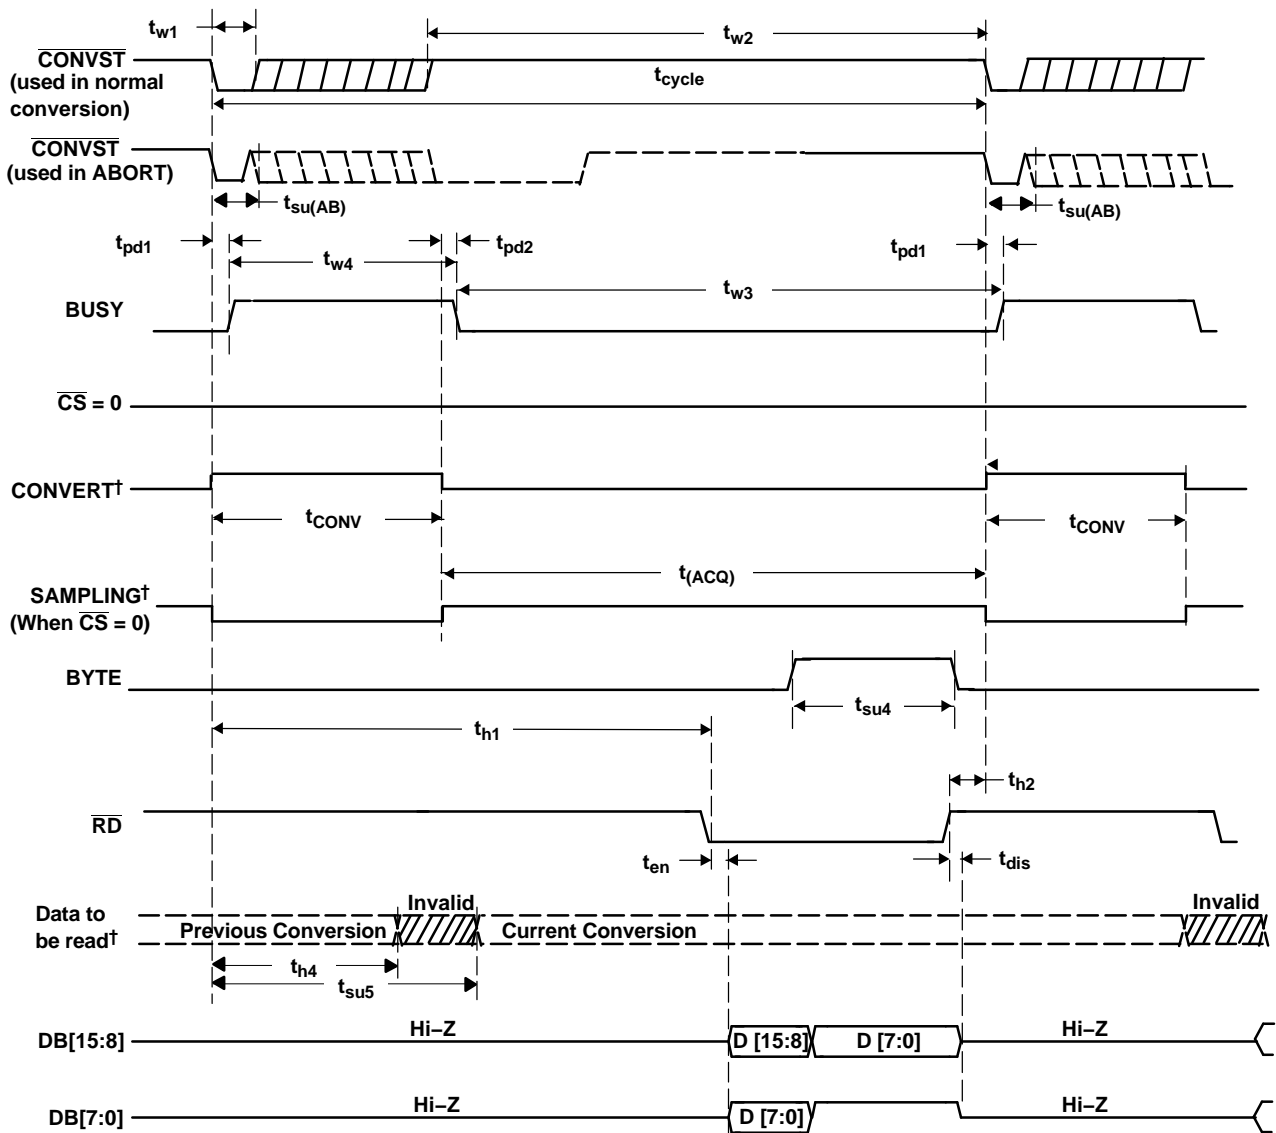 tw1
tw2
CONVST
(used in normal
conversion)
tcycle
CONVST
(used in ABORT)
tsu(AB)
tsu(AB)
tpd1
tw4
tpd2
tpd1
tw3
BUSY
CS = 0
CONVERT†
tCONV
tCONV
t(ACQ)
SAMPLING†
(When CS = 0)
BYTE
tsu4
th1
th2
RD
ten
tdis
Data to
be read†
Invalid
Invalid
Previous Conversion
Current Conversion
th4
tsu5
DB[15:8]
Hi–Z
D [15:8]
D [7:0]
Hi–Z
DB[7:0]
Hi–Z
D [7:0]
Hi–Z